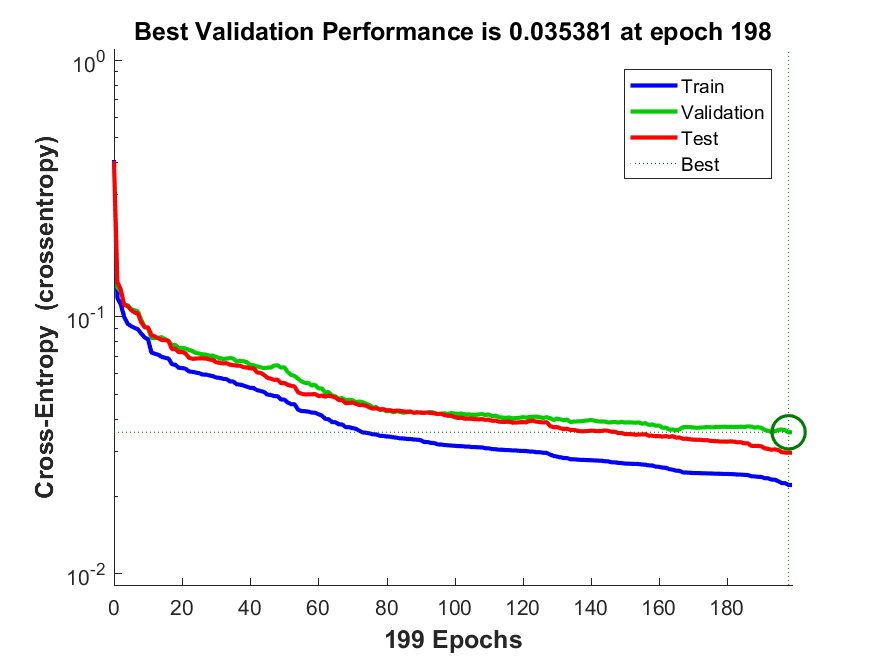 Best Validation Performance is 0.035381 at epoch 198
10^0
10^-1
10^-2
Cross-Entropy (crossentropy)
Train
Validation
Test
Best
0 20 40 60 80 100 120 140 160 180
199 Epochs